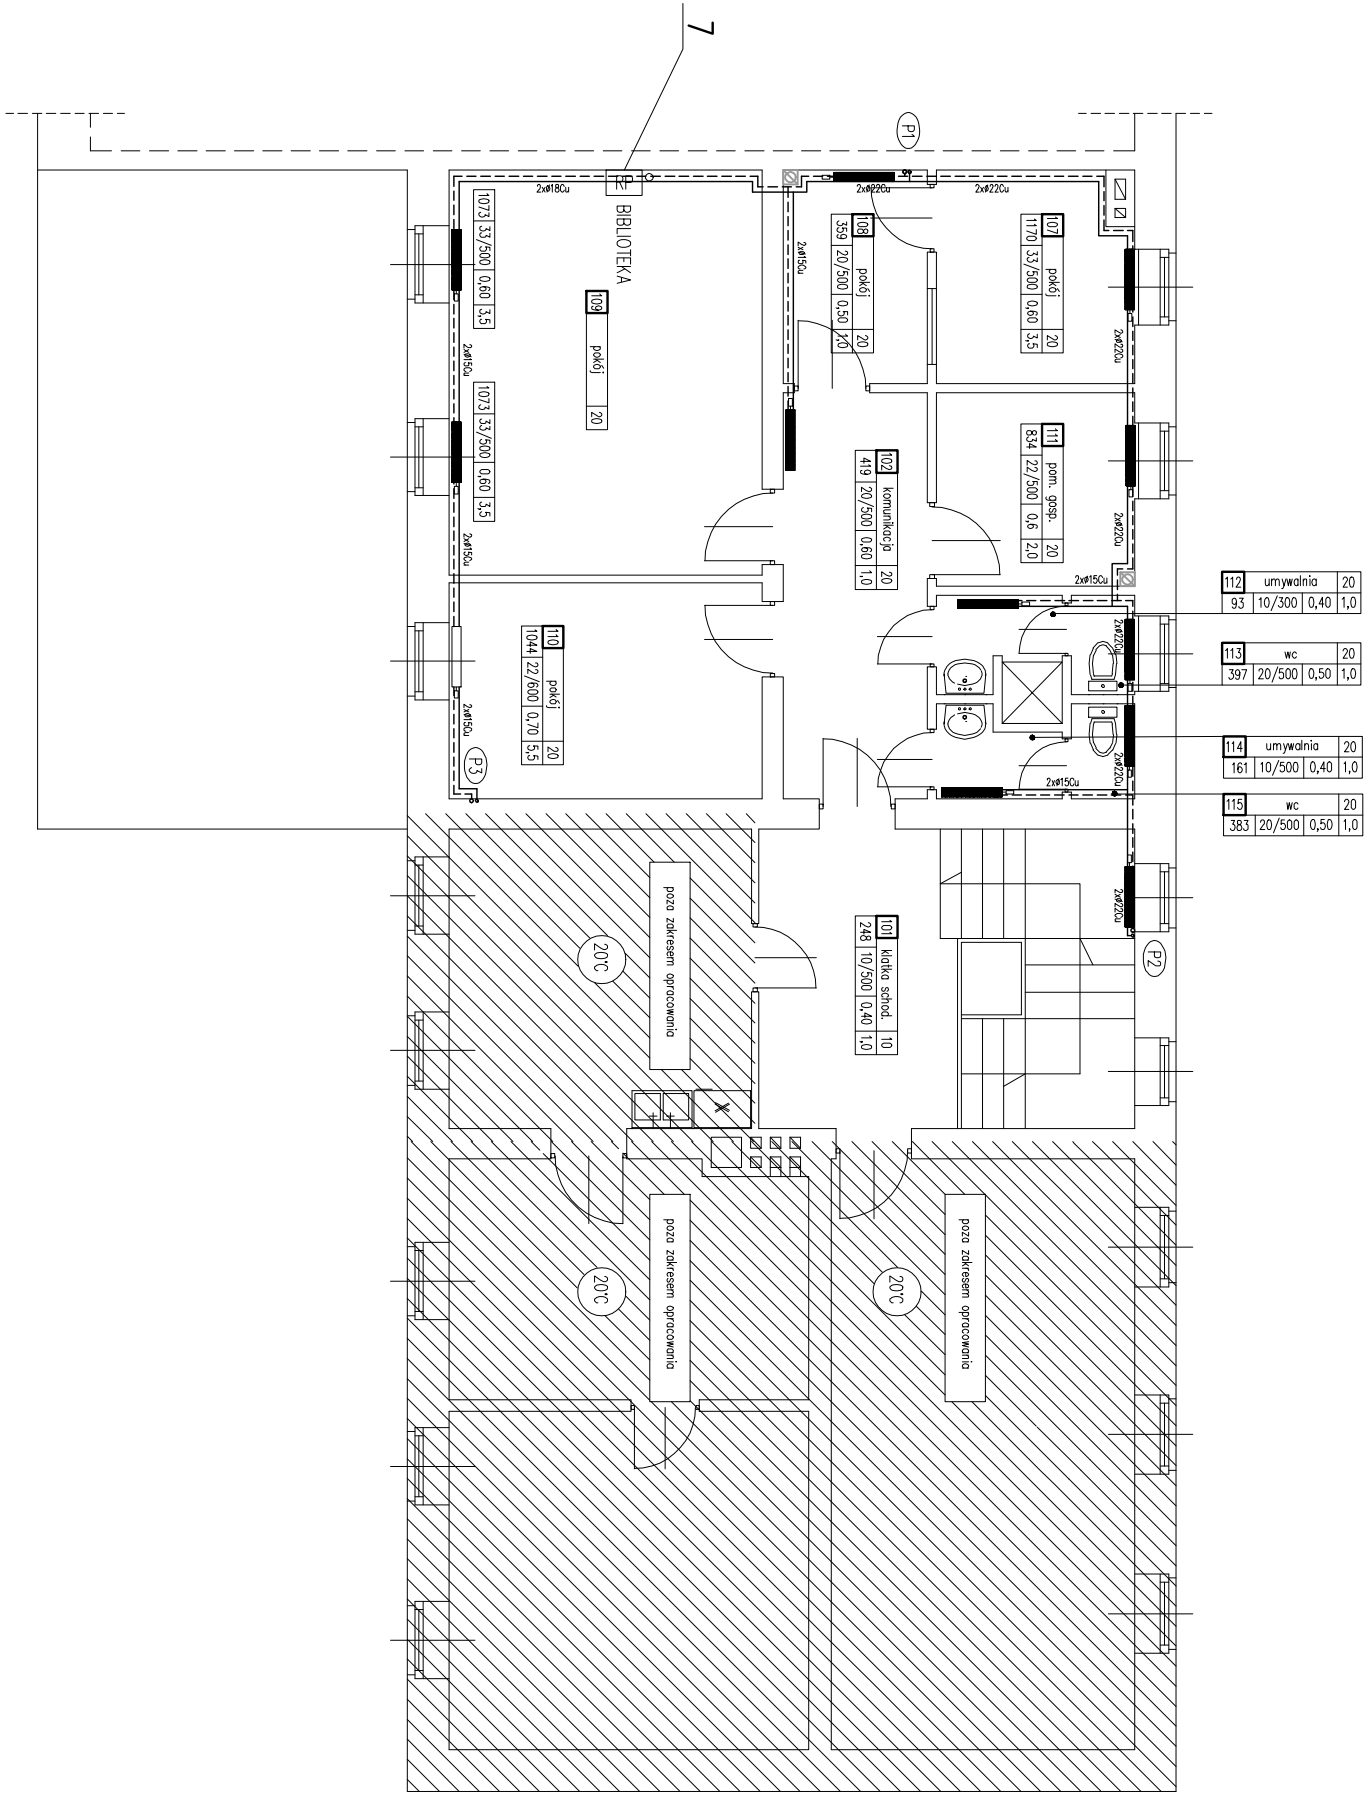 7
P1
2xø18Cu
RP
BIBLIOTEKA
2xø22Cu
2xø22Cu
1073 33/500 0,60 3,5
2xø15Cu
1073 33/500 0,60 3,5
2xø15Cu
109 pokój 20
2xø15Cu
108 pokój 20
359 20/500 0,50 1,0
107 pokój 20
1170 33/500 0,60 3,5
2xø22Cu
111 pom. gosp. 20
834 22/500 0,6 2,0
2xø22Cu
2xø15Cu
102 komunikacja 20
419 20/500 0,60 1,0
112 umywalnia 20
93 10/300 0,40 1,0
113 wc 20
397 20/500 0,50 1,0
114 umywalnia 20
161 10/500 0,40 1,0
115 wc 20
383 20/500 0,50 1,0
2xø22Cu
2xø22Cu
2xø15Cu
110 pokój 20
1044 22/600 0,70 5,5
2xø15Cu
P3
2xø22Cu
P2
101 klatka schod. 10
248 10/500 0,40 1,0
poza zakresem opracowania
20°C
poza zakresem opracowania
20°C
poza zakresem opracowania
20°C